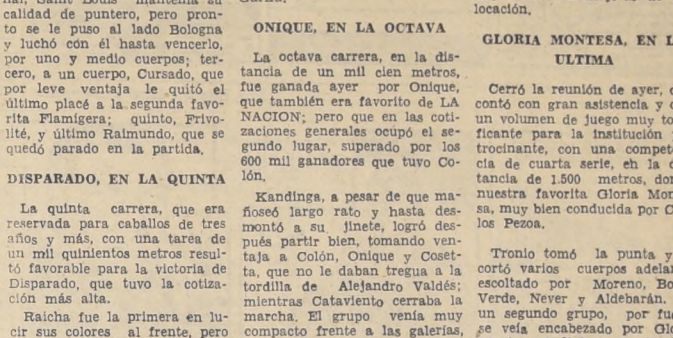 calidad de puntero, pero pron-
to se le puso al lado Bologna
y luchó con él hasta vencerlo,
por uno y medio cuerpos; ter-
cero, a un cuerpo, Cursado, que
por leve ventaja le quitó el
último placé a la segunda favo-
rita Flamígera; quinto, Frivo-
lité, y último Raimundo, que se
quedó parado en la partida.
DISPARADO, EN LA QUINTA
La quinta carrera, que era
reservada para caballos de tres
años y más, con una tarea de
un mil quinientos metros resul-
tó favorable para la victoria de
Disparado, que tuvo la cotiza-
ción más alta.
Raicha fue la primera en lu-
cir sus colores al frente, pero
ONIQUE, EN LA OCTAVA
La octava carrera, en la dis-
tancia de un mil cien metros,
fue ganada ayer por Onique,
que también era favorito de LA
NACION; pero que en las coti-
zaciones generales ocupó el se-
gundo lugar, superado por los
600 mil ganadores que tuvo Co-
lón.
Kandinga, a pesar de que ma-
ñoseó largo rato y hasta des-
montó a su jinete, logró des-
pués partir bien, tomando ven-
taja a Colón, Onique y Coset-
ta, que no le daban tregua a la
tordilla de Alejandro Valdés;
mientras Cataviento cerraba la
marcha. El grupo venía muy
compacto frente a las galerías,
locación.
GLORIA MONTESA, EN L
ULTIMA
Cerró la reunión de ayer,
contó con gran asistencia y
un volumen de juego muy to
ficante para la institución
trocinante, con una compet
cia de cuarta serie, eh la
tancia de 1.500 metros, don
nuestra favorita Gloria Mon
sa, muy bien conducida por C
los Pezoa.
Tronio tomó la punta y
cortó varios cuerpos adela
escoltado por Moreno, Bo
Verde, Never y Aldebarán.
un segundo grupo, por fu
se veía encabezado por Glo